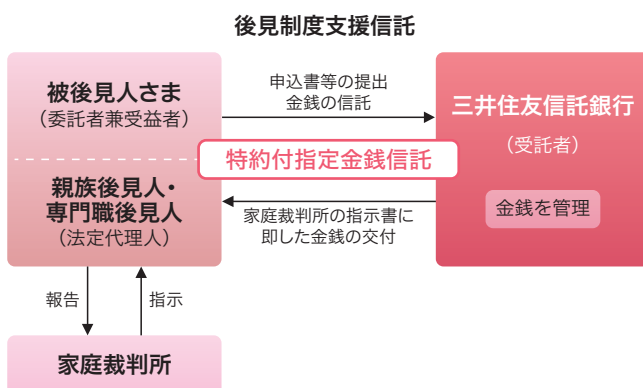 後見制度支援信託
被後見人さま
（委託者兼受益者）
申込書等の提出
金銭の信託
三井住友信託銀行
（受託者）
特約付指定金銭信託
親族後見人・
専門職後見人
（法定代理人）
家庭裁判所の指示書に
即した金銭の交付
金銭を管理
報告
指示
家庭裁判所